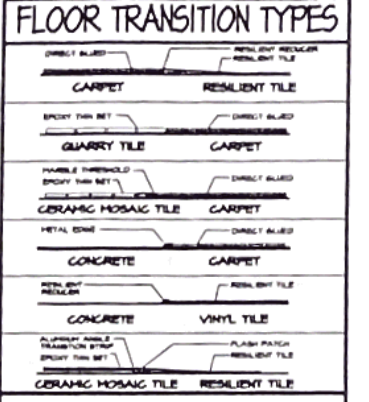 FLOOR TRANSITION TYPES
DIRECT GLUED
RESILIENT REDUCER
RESILIENT TILE
CARPET RESILIENT TILE
EPOXY THIN SET DIRECT GLUED
QUARRY TILE CARPET
MARBLE THRESHOLD
EPOXY THIN SET DIRECT GLUED
CERAMIC MOSAIC TILE CARPET
METAL EDGE DIRECT GLUED
CONCRETE CARPET
RESILIENT REDUCER RESILIENT TILE
CONCRETE VINYL TILE
ALUMINUM ANGLE
TRANSITION STRIP FLASH PATCH
EPOXY THIN SET RESILIENT TILE
CERAMIC MOSAIC TILE RESILIENT TILE